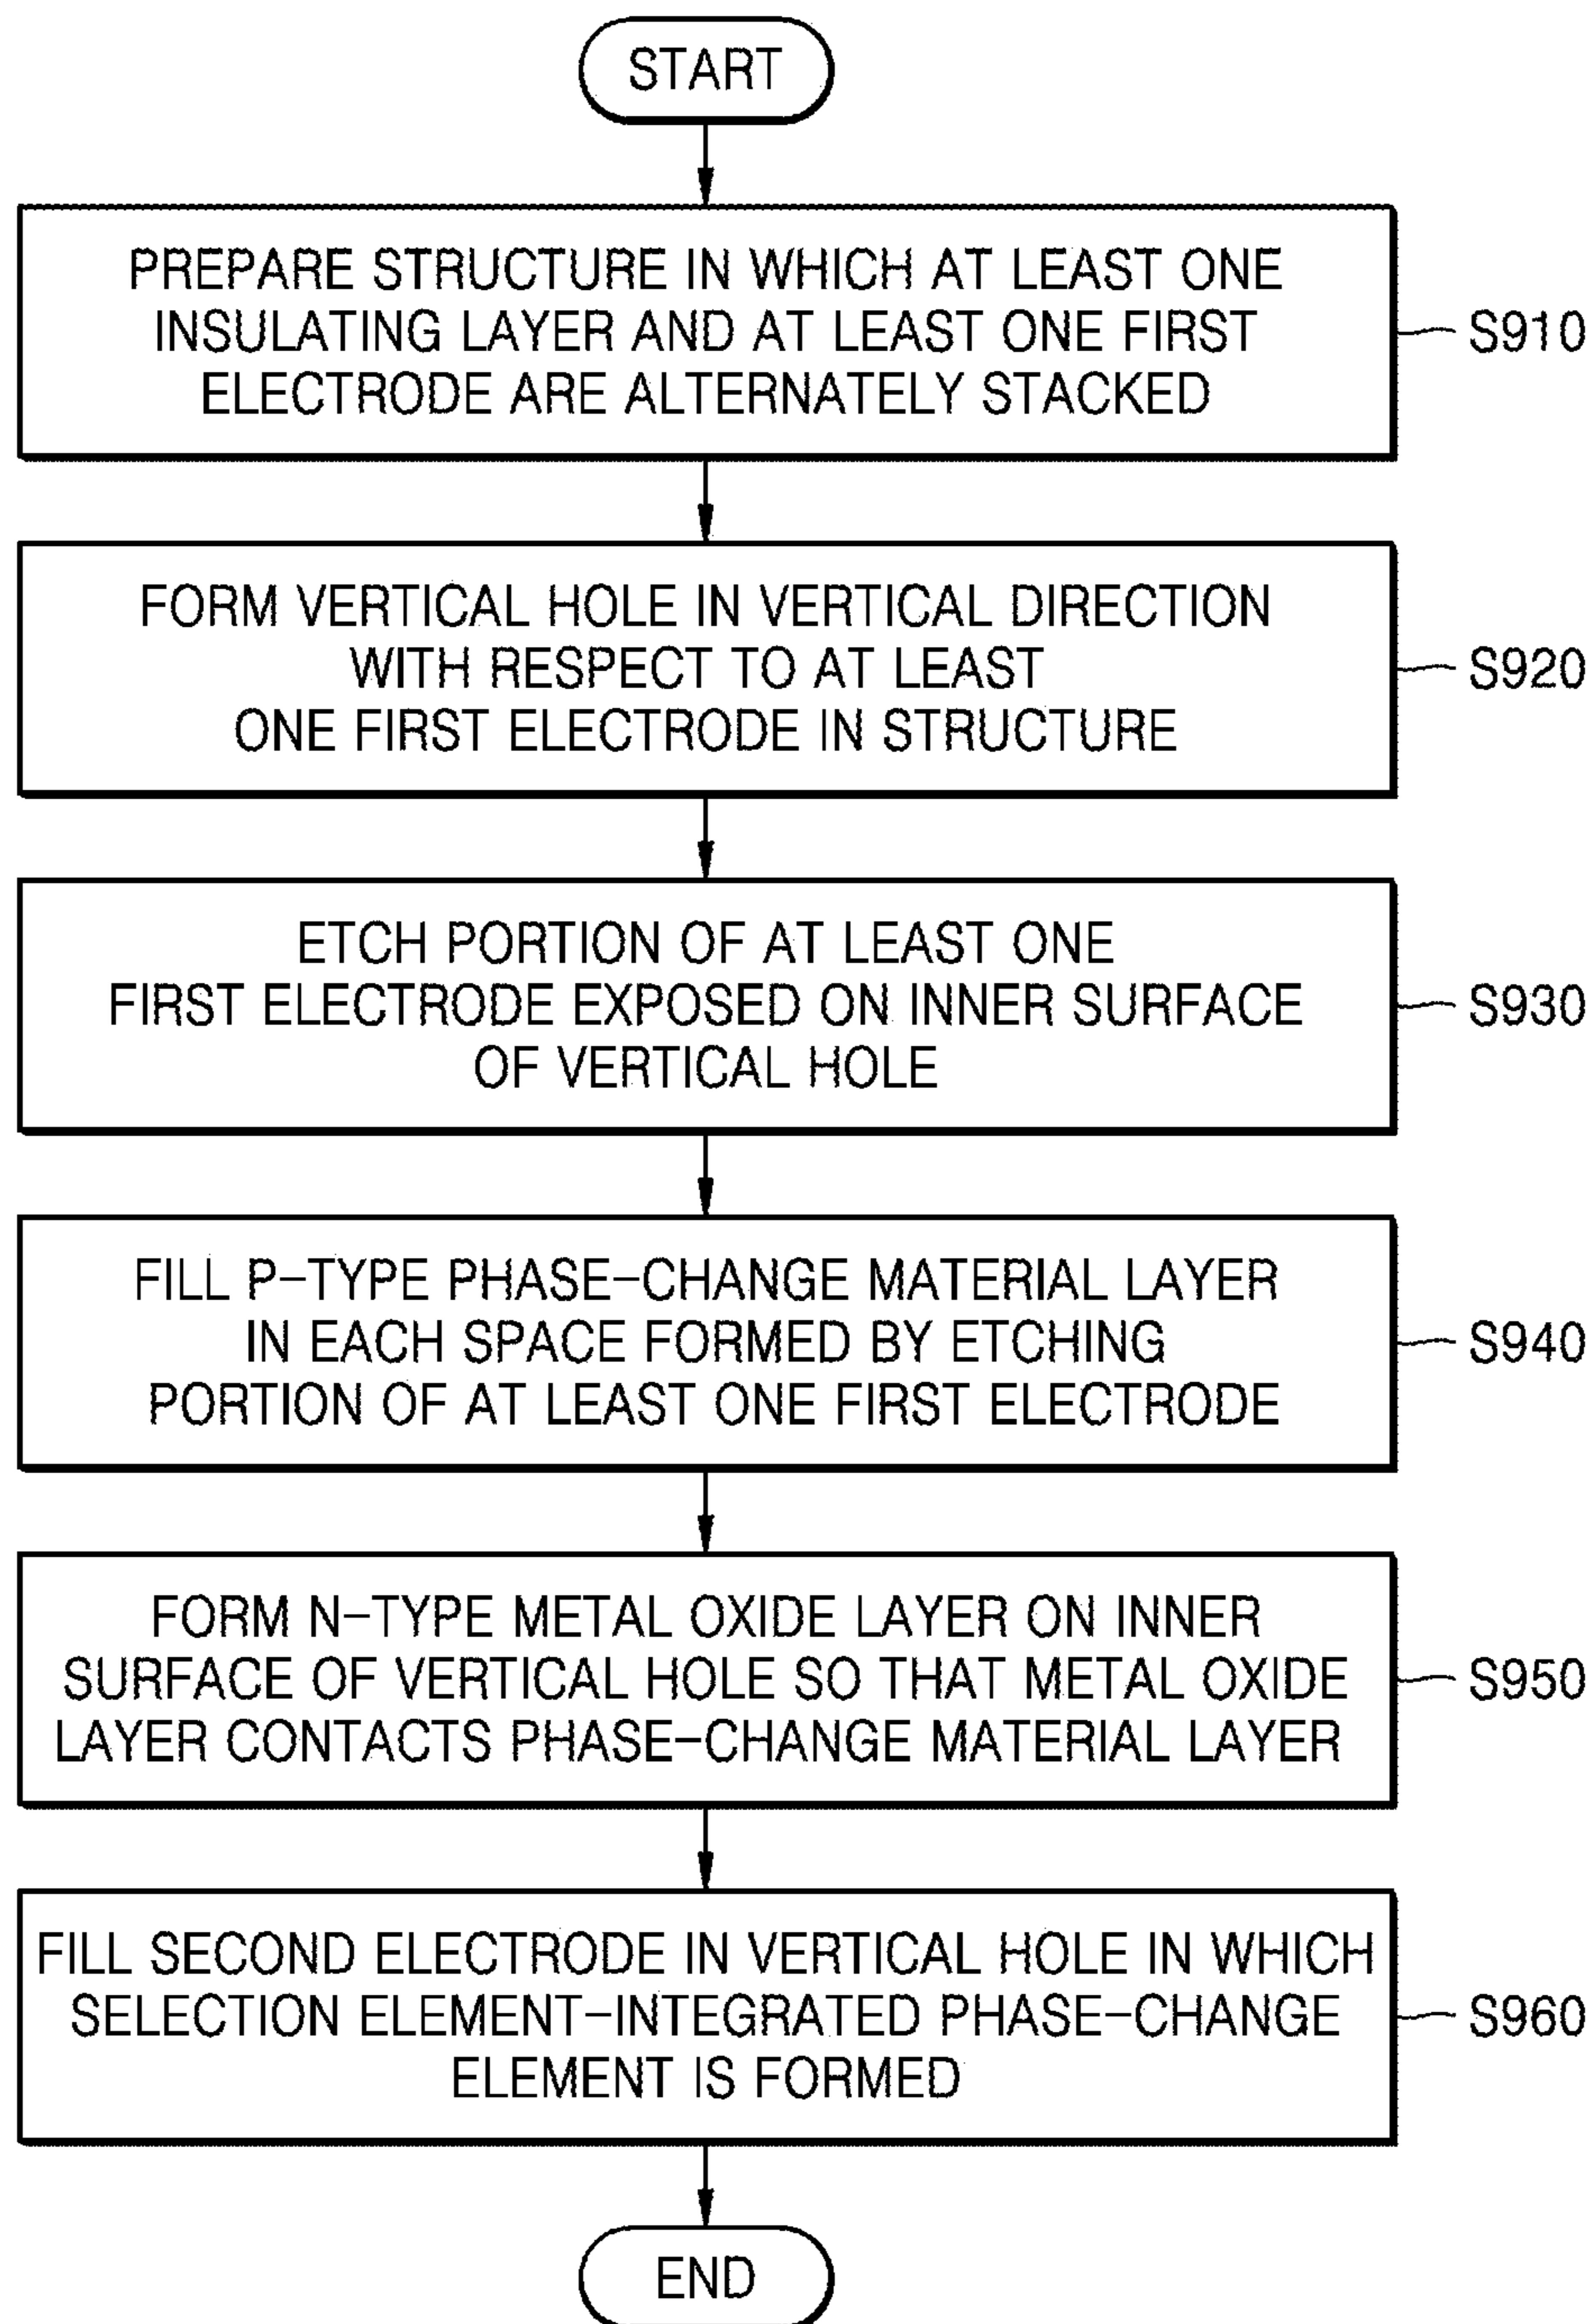 START
PREPARE STRUCTURE IN WHICH AT LEAST ONE
INSULATING LAYER AND AT LEAST ONE FIRST
ELECTRODE ARE ALTERNATELY STACKED
S910
FORM VERTICAL HOLE IN VERTICAL DIRECTION
WITH RESPECT TO AT LEAST
ONE FIRST ELECTRODE IN STRUCTURE
S920
ETCH PORTION OF AT LEAST ONE
FIRST ELECTRODE EXPOSED ON INNER SURFACE
OF VERTICAL HOLE
S930
FILL P-TYPE PHASE-CHANGE MATERIAL LAYER
IN EACH SPACE FORMED BY ETCHING
PORTION OF AT LEAST ONE FIRST ELECTRODE
S940
FORM N-TYPE METAL OXIDE LAYER ON INNER
SURFACE OF VERTICAL HOLE SO THAT METAL OXIDE
LAYER CONTACTS PHASE-CHANGE MATERIAL LAYER
S950
FILL SECOND ELECTRODE IN VERTICAL HOLE IN WHICH
SELECTION ELEMENT-INTEGRATED PHASE-CHANGE
ELEMENT IS FORMED
S960
END